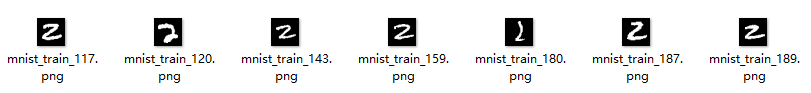 2 2 2 2 2 2 2
mnist_train_117. mnist_train_120. mnist_train_143. mnist_train_159. mnist_train_180. mnist_train_187. mnist_train_189.
png png png png png png png